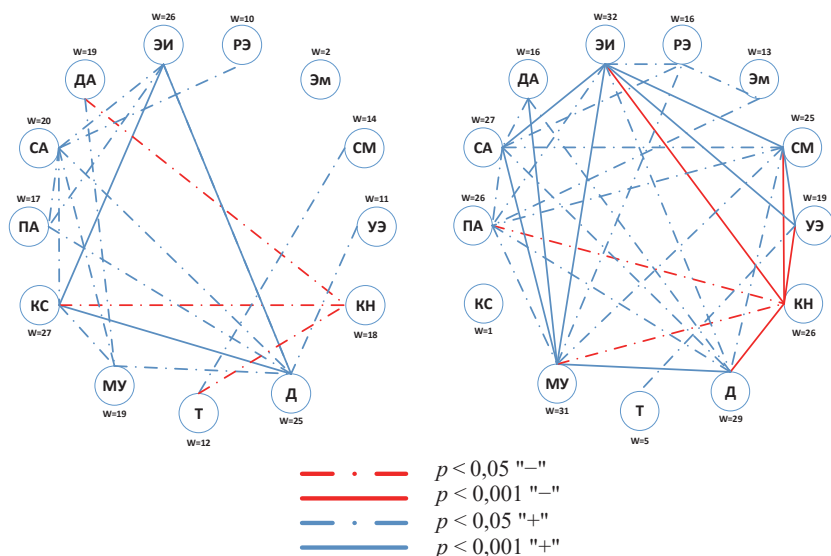 W=26
W=10
W=19
W=2
ЭИ
РЭ
ДА
Эм
W=20
W=14
СА
СМ
W=17
W=11
ПА
УЭ
КС
КН
W=27
W=18
МУ
Д
Т
W=19
W=25
W=12
W=32
W=16
W=16
W=13
ЭИ
РЭ
ДА
Эм
W=27
W=25
СА
СМ
W=26
W=19
ПА
УЭ
КС
КН
W=1
W=26
МУ
Д
Т
W=31
W=29
W=5
p < 0,05 "−"
p < 0,001 "−"
p < 0,05 "+"
p < 0,001 "+"